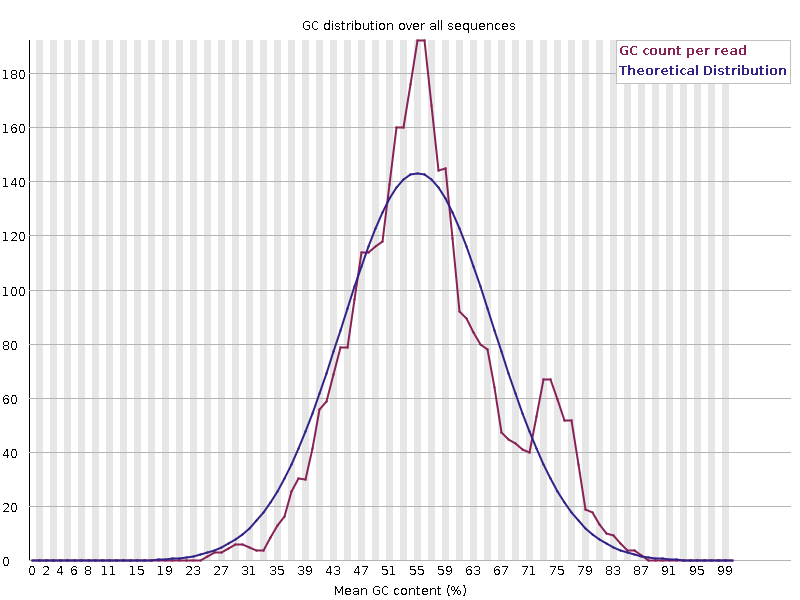 GC distribution over all sequences
GC count per read
Theoretical Distribution
180
160
140
120
100
80
60
40
20
0
0 2 4 6 8 11 15 19 23 27 31 35 39 43 47 51 55 59 63 67 71 75 79 83 87 91 95 99
Mean GC content (%)